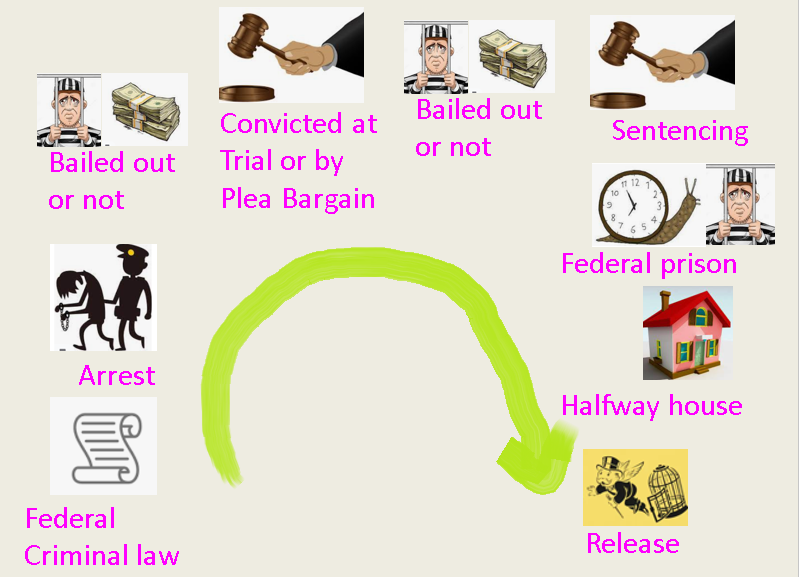 Federal
Criminal law
Arrest
Bailed out
or not
Convicted at
Trial or by
Plea Bargain
Bailed out
or not
Sentencing
Federal prison
Halfway house
Release